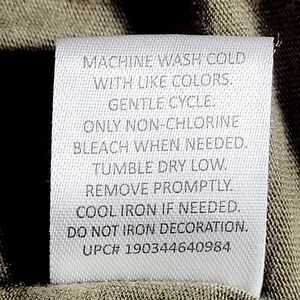 MACHINE WASH COLD
WITH LIKE COLORS.
GENTLE CYCLE.
ONLY NON-CHLORINE
BLEACH WHEN NEEDED.
TUMBLE DRY LOW.
REMOVE PROMPTLY.
COOL IRON IF NEEDED.
DO NOT IRON DECORATION.
UPC# 190344640984